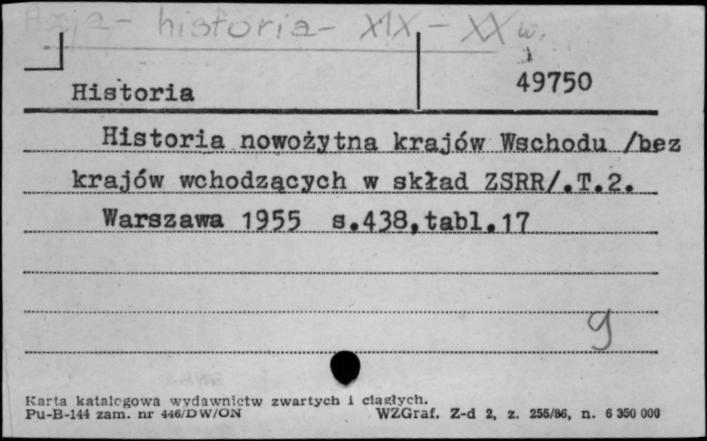 Azja - historia - XIX - XX w.
49750
Historia
Historia nowożytna krajów Wschodu /bez
krajów wchodzących w skład ZSRR/.T.2.
Warszawa 1955 s.438,tabl.17
g
Karta katalogowa wydawnictw zwartych i ciągłych.
Pu-B-144 zam. nr 446/DW/ON WZGraf. Z-d 2, z. 255/86, n. 6 350 000